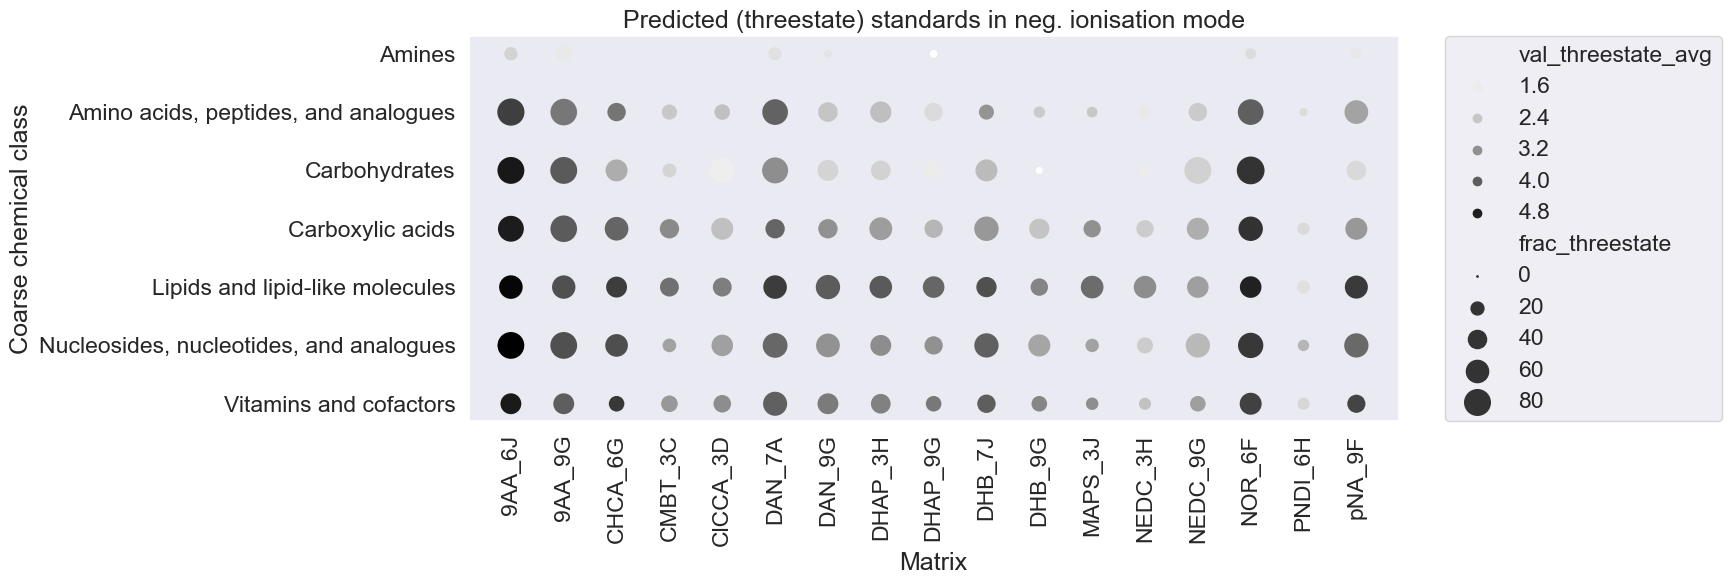 Predicted (threestate) standards in neg. ionisation mode
Coarse chemical class
Amines
Amino acids, peptides, and analogues
Carbohydrates
Carboxylic acids
Lipids and lipid-like molecules
Nucleosides, nucleotides, and analogues
Vitamins and cofactors
9AA_6J
9AA_9G
CHCA_6G
CMBT_3C
CICCA_3D
DAN_7A
DAN_9G
DHAP_3H
DHAP_9G
DHB_7J
DHB_9G
MAPS_3J
NEDC_3H
NEDC_9G
NOR_6F
PNDI_6H
pNA_9F
Matrix
val_threestate_avg
1.6
2.4
3.2
4.0
4.8
frac_threestate
0
20
40
60
80